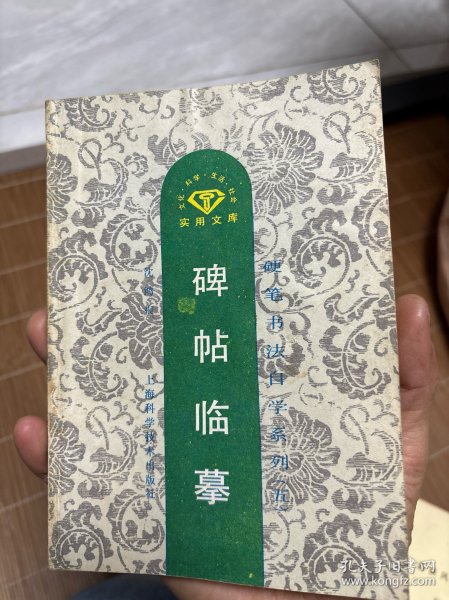 文化·科学·生活·社会
实用文库
硬笔书法自学系列(五)
碑帖临摹
上海科学技术出版社
孔夫子旧书网
www.kongfz.com